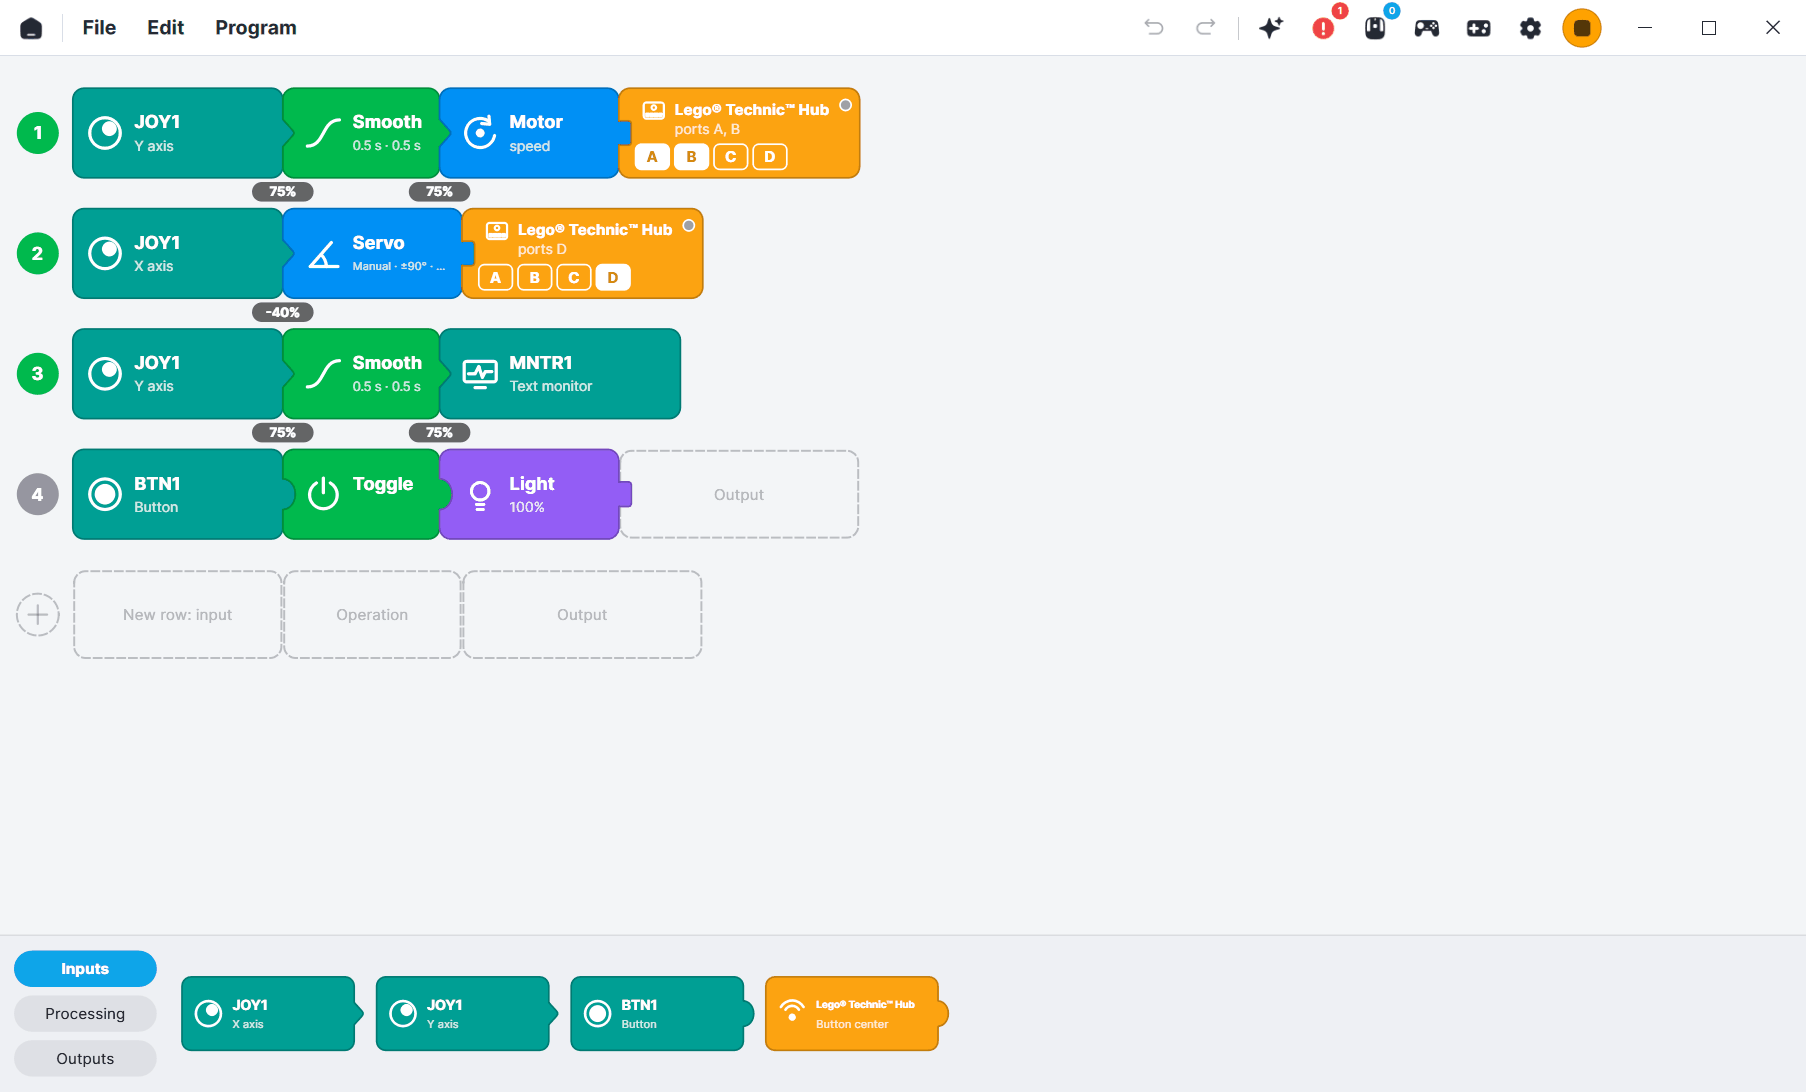 File Edit Program
1
0
1
JOY1
Y axis
Smooth
0.5 s · 0.5 s
Motor
speed
Lego® Technic™ Hub
ports A, B
A B C D
75%
75%
2
JOY1
X axis
Servo
Manual · ±90° · ...
Lego® Technic™ Hub
ports D
A B C D
-40%
3
JOY1
Y axis
Smooth
0.5 s · 0.5 s
MNTR1
Text monitor
75%
75%
4
BTN1
Button
Toggle
Light
100%
Output
New row: input
Operation
Output
Inputs
Processing
Outputs
JOY1
X axis
JOY1
Y axis
BTN1
Button
Lego® Technic™ Hub
Button center